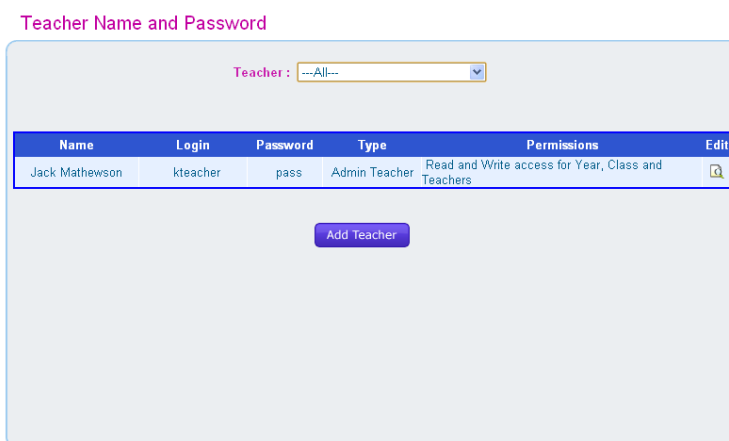 Teacher Name and Password
Teacher : ---All---
Name Login Password Type Permissions Edit
Jack Mathewson kteacher pass Admin Teacher Read and Write access for Year, Class and
Teachers
Add Teacher